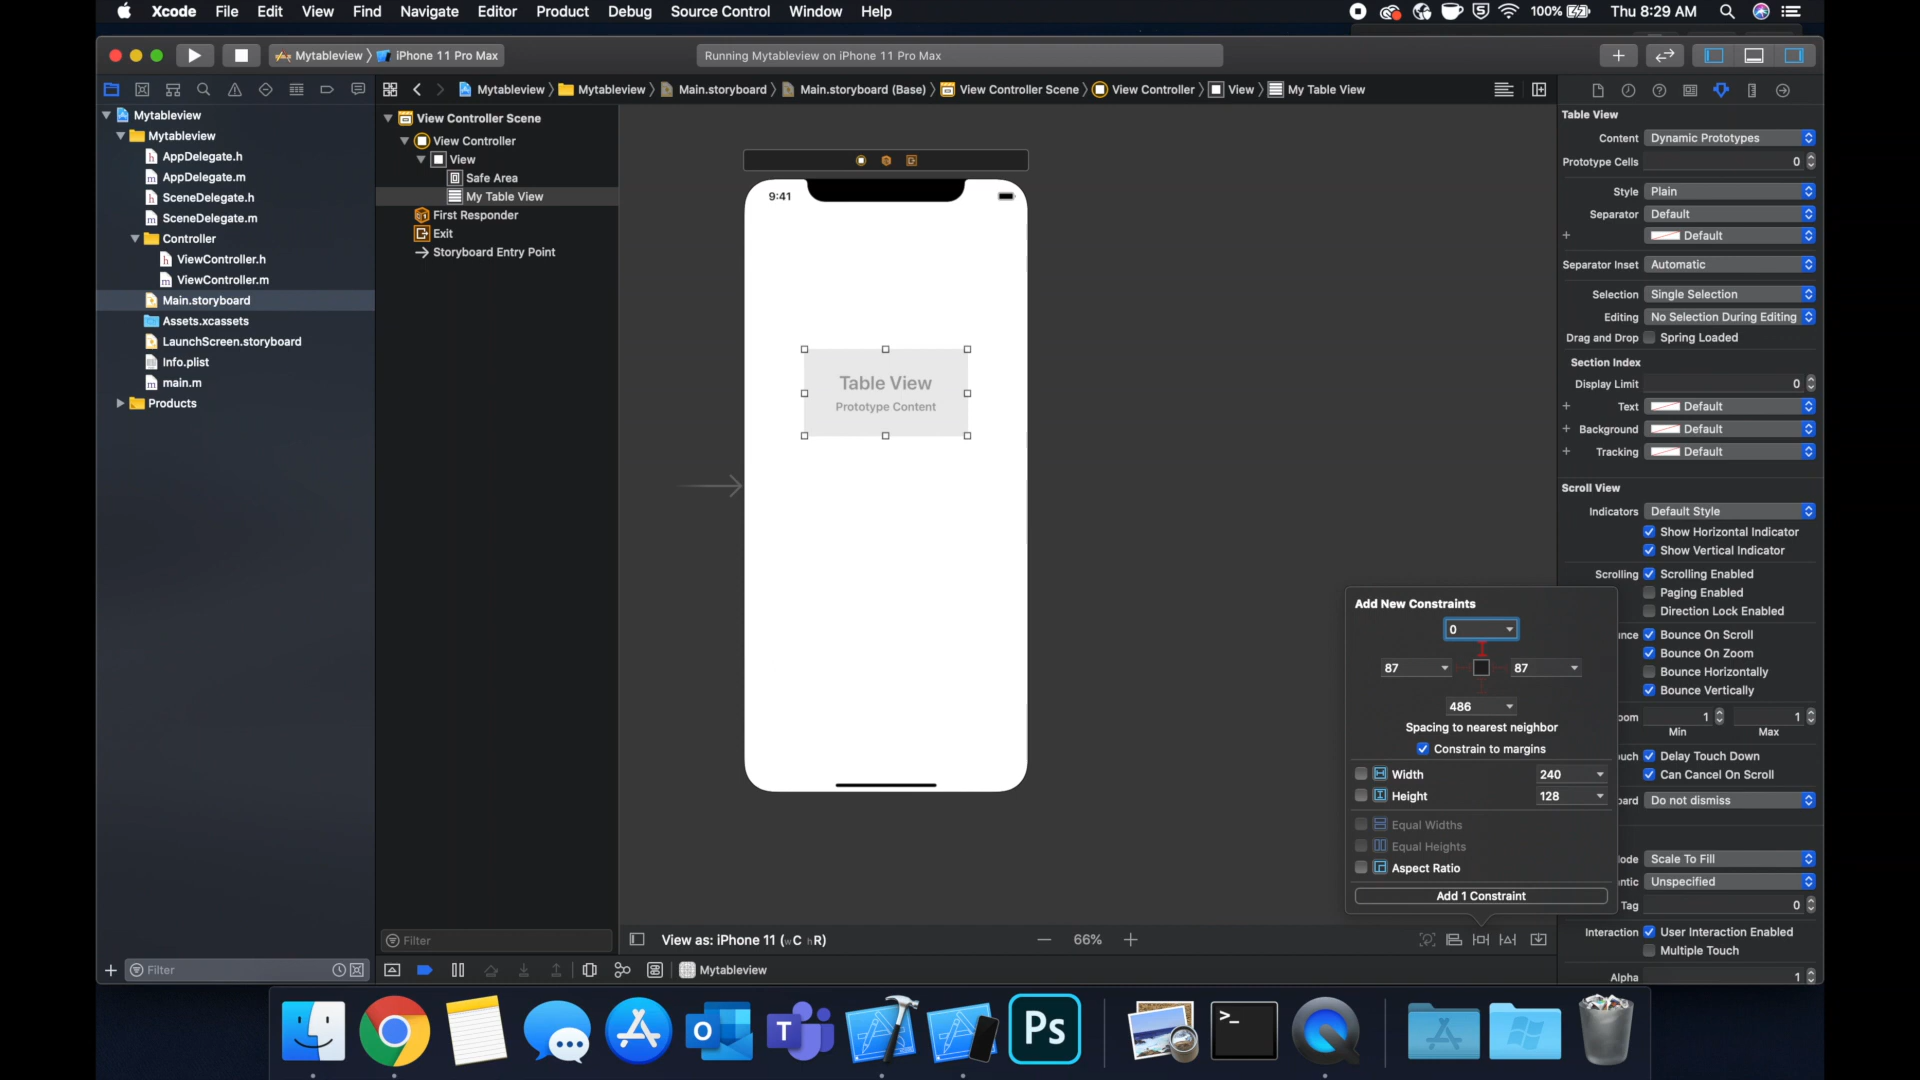 Xcode File Edit View Find Navigate Editor Product Debug Source Control Window Help 100% Thu 8:29 AM
Mytableview iPhone 11 Pro Max
Running Mytableview on iPhone 11 Pro Max
Mytableview Mytableview Main.storyboard Main.storyboard (Base) View Controller Scene View Controller View My Table View
Mytableview
Mytableview
AppDelegate.h
AppDelegate.m
SceneDelegate.h
SceneDelegate.m
Controller
ViewController.h
ViewController.m
Main.storyboard
Assets.xcassets
LaunchScreen.storyboard
Info.plist
main.m
Products
Filter
View Controller Scene
View Controller
View
Safe Area
My Table View
First Responder
Exit
Storyboard Entry Point
Filter
9:41
Table View
Prototype Content
View as: iPhone 11 (wC hR)
66%
Mytableview
Add New Constraints
0
87 87
486
Spacing to nearest neighbor
Constrain to margins
Width 240
Height 128
Equal Widths
Equal Heights
Aspect Ratio
Add 1 Constraint
Table View
Content Dynamic Prototypes
Prototype Cells 0
Style Plain
Separator Default
Default
Separator Inset Automatic
Selection Single Selection
Editing No Selection During Editing
Drag and Drop Spring Loaded
Section Index
Display Limit 0
Text Default
Background Default
Tracking Default
Scroll View
Indicators Default Style
Show Horizontal Indicator
Show Vertical Indicator
Scrolling Scrolling Enabled
Paging Enabled
Direction Lock Enabled
nce Bounce On Scroll
Bounce On Zoom
Bounce Horizontally
Bounce Vertically
oom 1 1
Min Max
uch Delay Touch Down
Can Cancel On Scroll
ard Do not dismiss
ode Scale To Fill
ntic Unspecified
Tag 0
Interaction User Interaction Enabled
Multiple Touch
Alpha 1
Ps